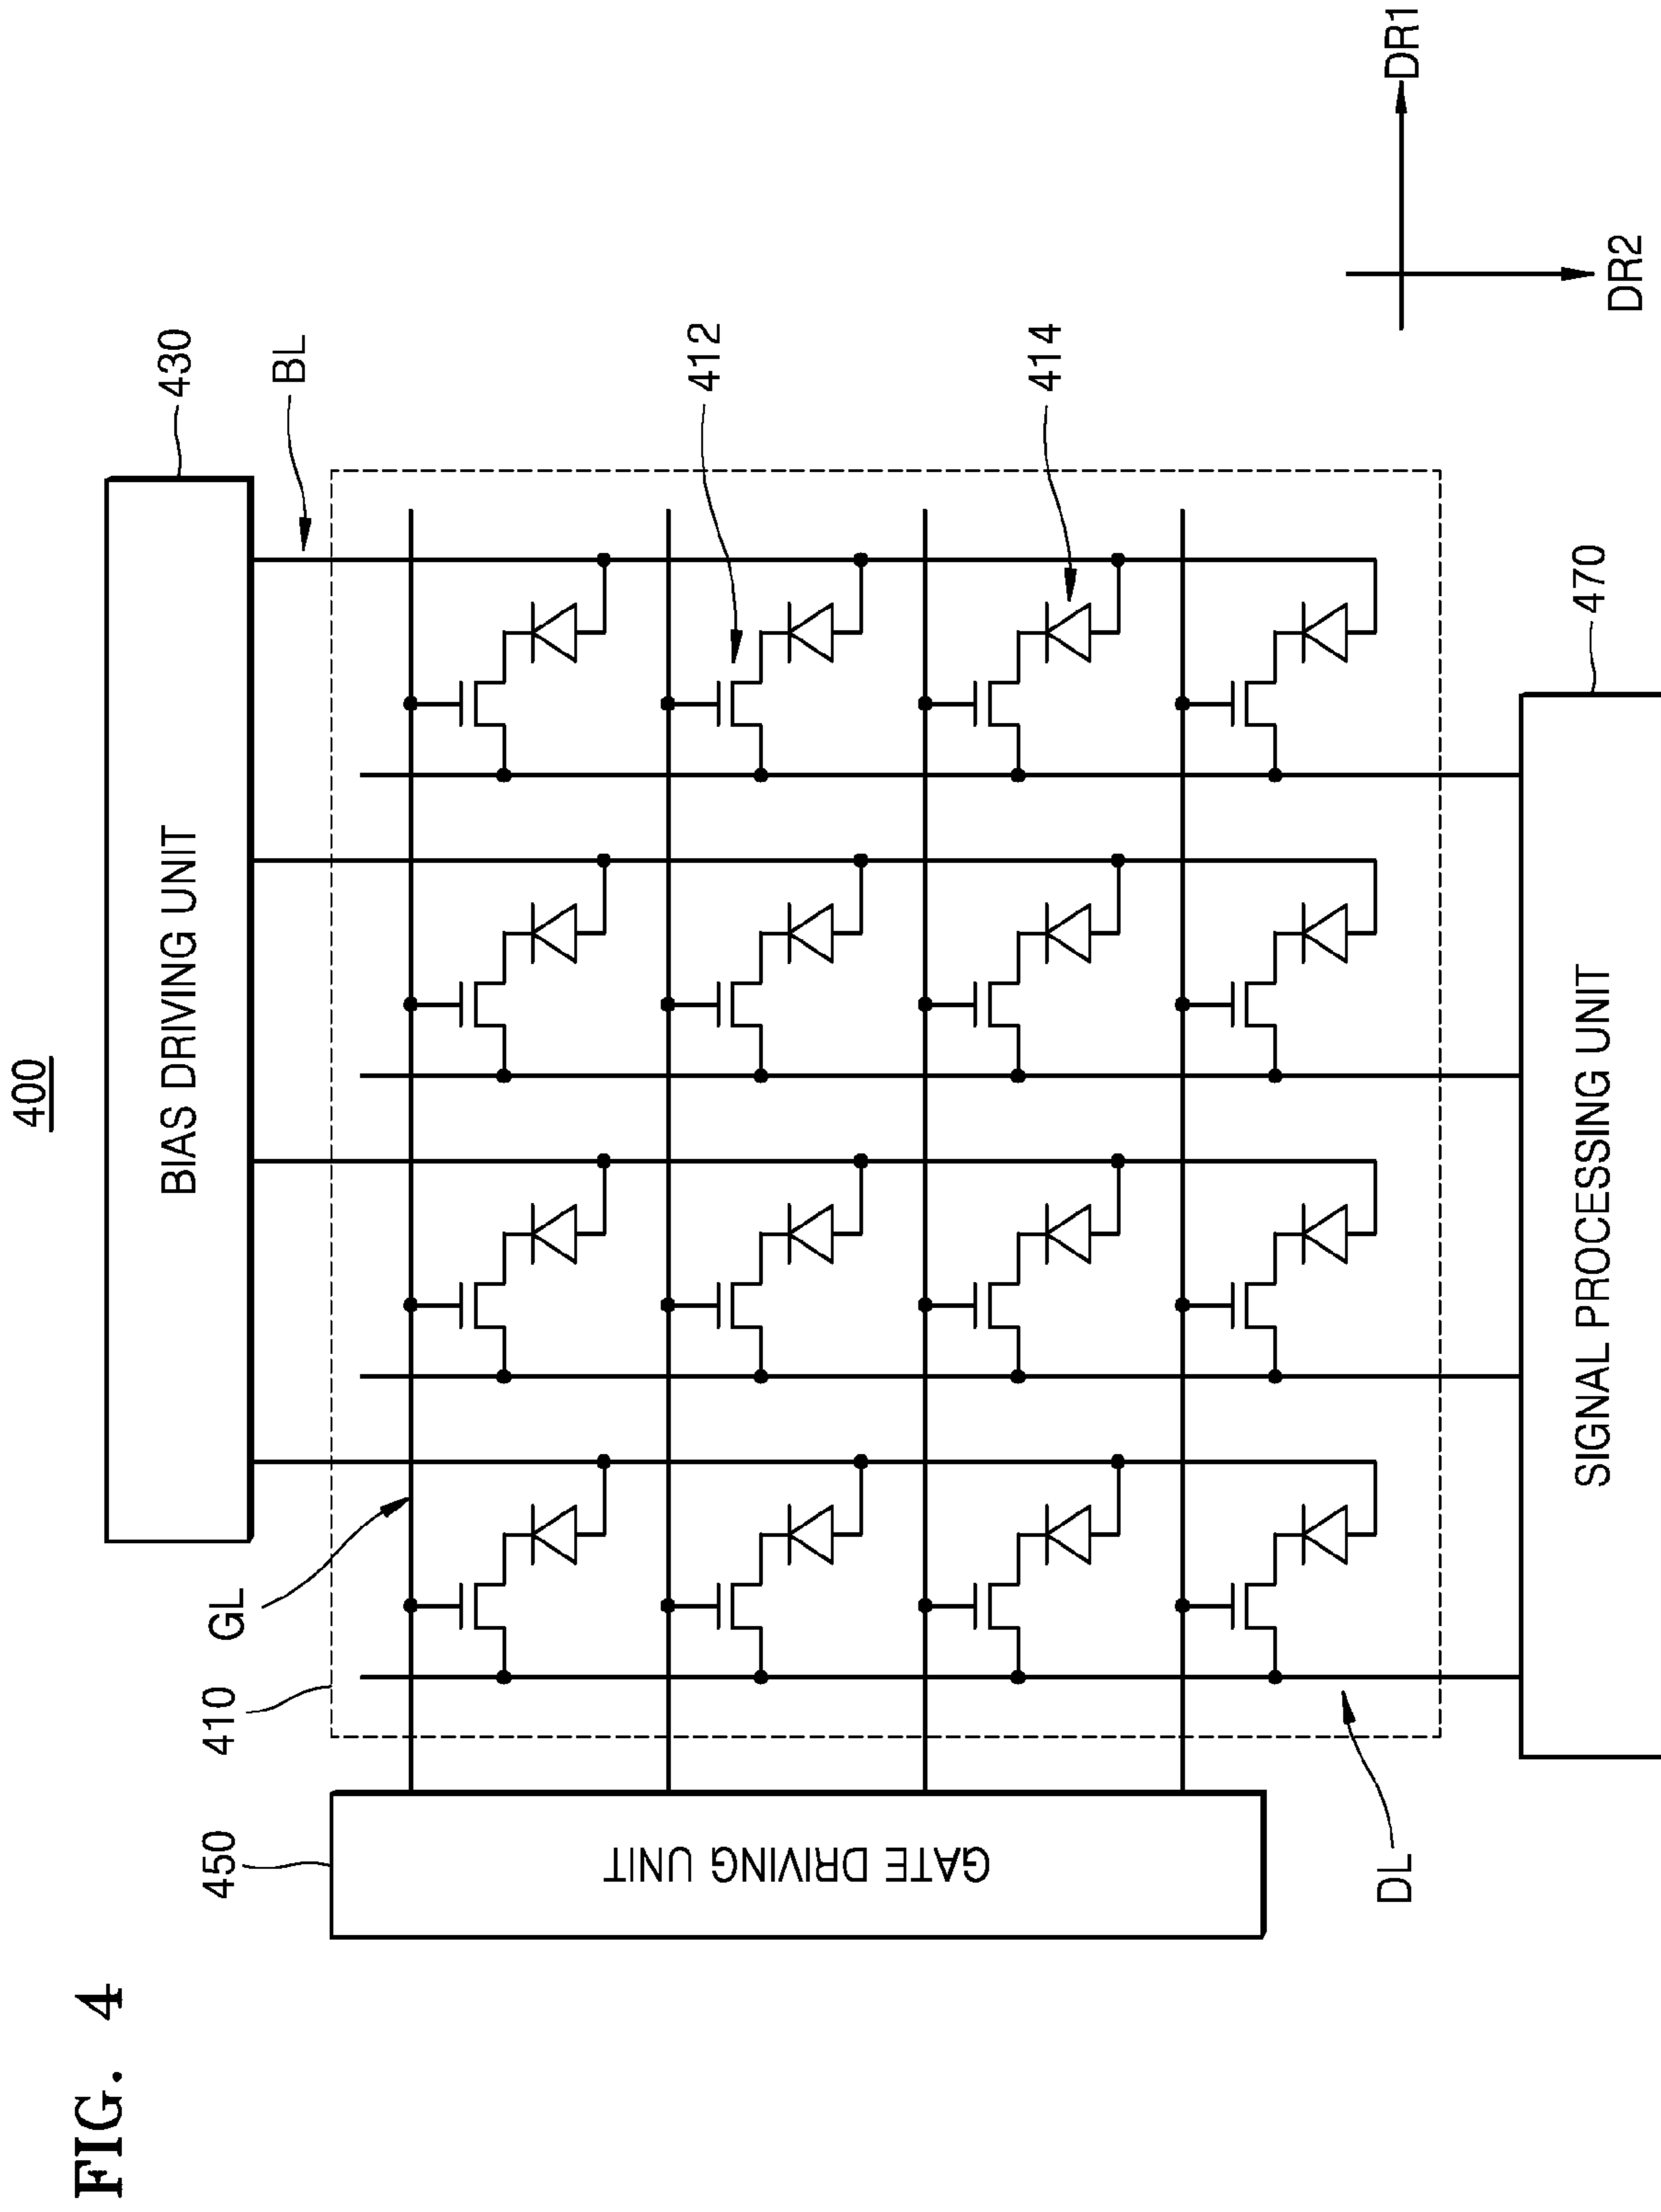 FIG. 4
400
BIAS DRIVING UNIT
430
BL
GL
410
412
450
GATE DRIVING UNIT
414
DL
SIGNAL PROCESSING UNIT
470
DR1
DR2